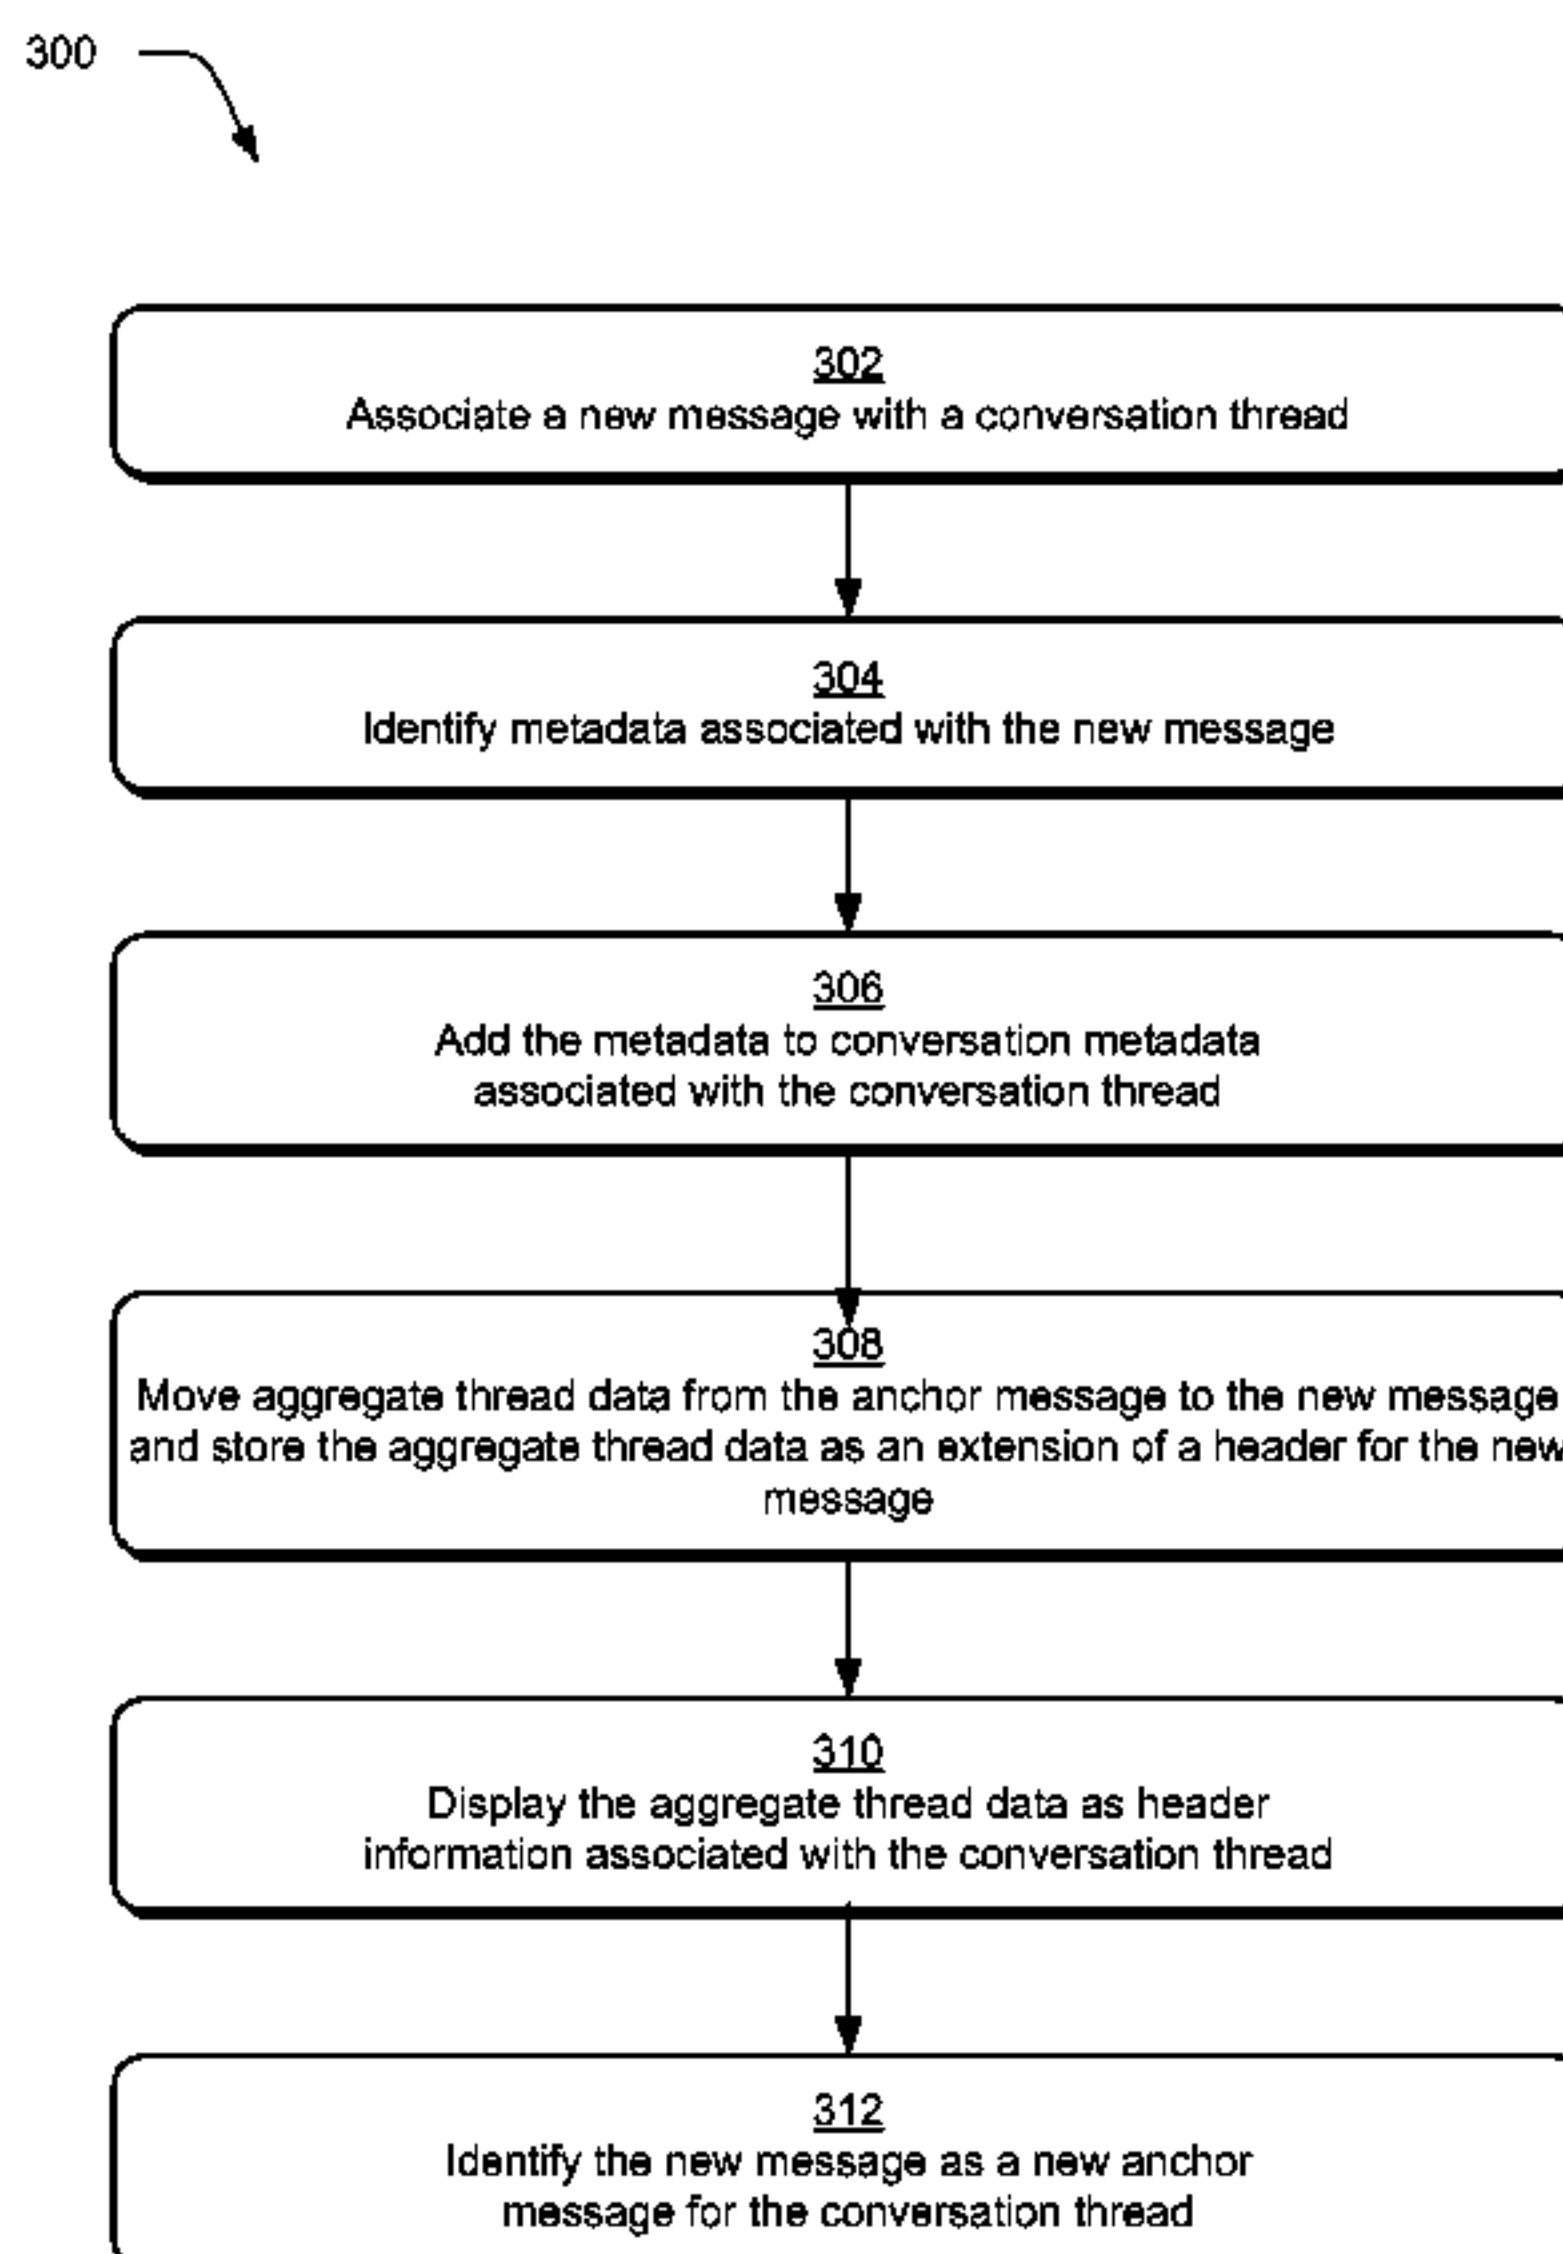 300
302
Associate a new message with a conversation thread
304
Identify metadata associated with the new message
306
Add the metadata to conversation metadata
associated with the conversation thread
308
Move aggregate thread data from the anchor message to the new message
and store the aggregate thread data as an extension of a header for the new
message
310
Display the aggregate thread data as header
information associated with the conversation thread
312
Identify the new message as a new anchor
message for the conversation thread